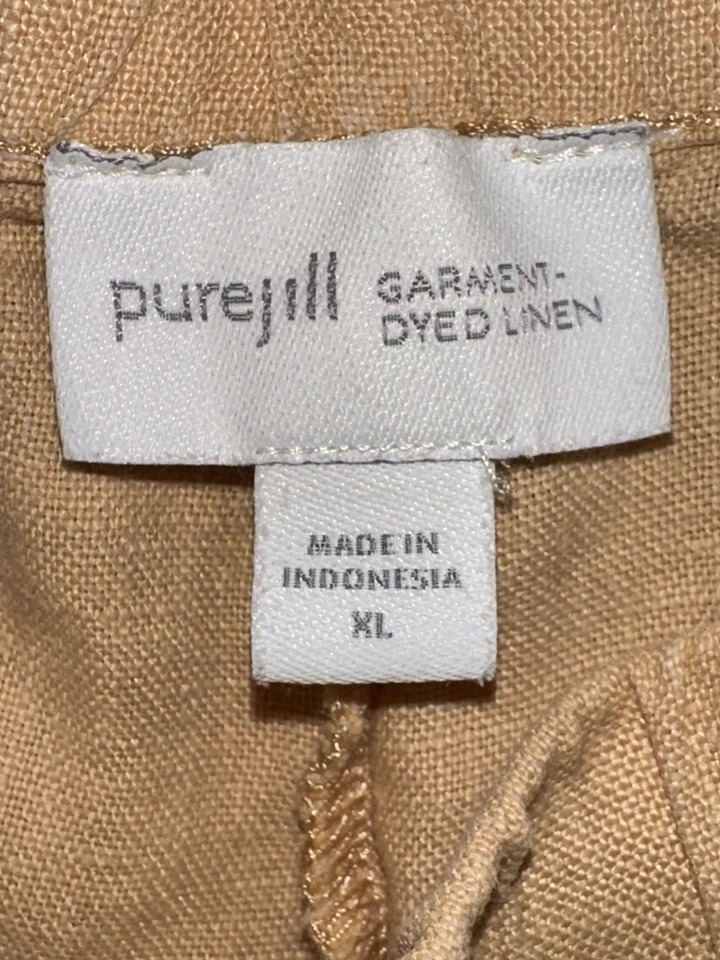 purejill
GARMENT-
DYED LINEN
MADE IN
INDONESIA
XL